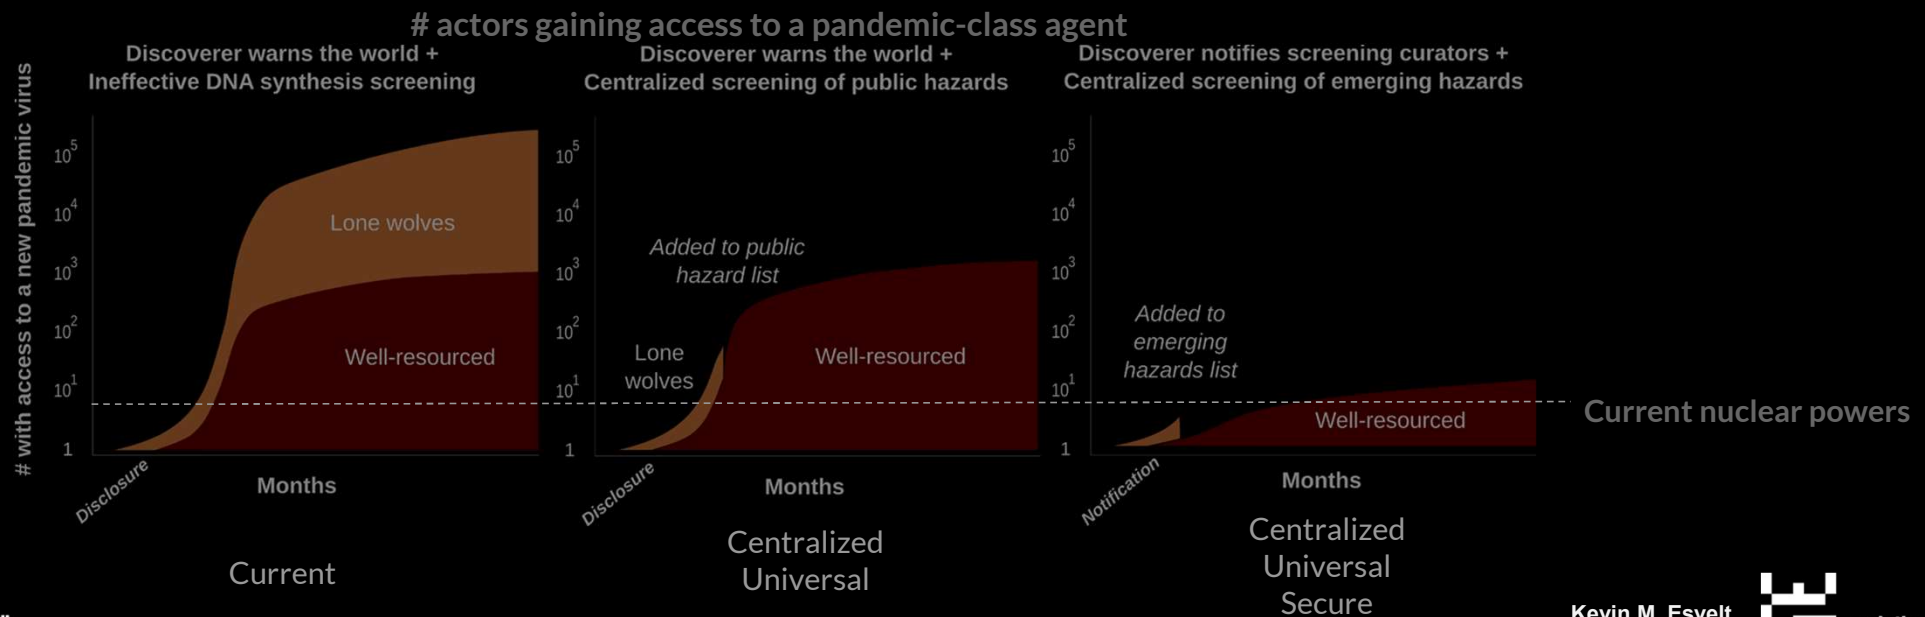 # actors gaining access to a pandemic-class agent
Discoverer warns the world +
Ineffective DNA synthesis screening
# with access to a new pandemic virus
10^5
10^4
10^3
10^2
10^1
1
Lone wolves
Well-resourced
Disclosure
Months
Current
Discoverer warns the world +
Centralized screening of public hazards
10^5
10^4
10^3
10^2
10^1
1
Added to public
hazard list
Lone
wolves
Well-resourced
Disclosure
Months
Centralized
Universal
Discoverer notifies screening curators +
Centralized screening of emerging hazards
10^5
10^4
10^3
10^2
10^1
1
Added to
emerging
hazards list
Well-resourced
Notification
Months
Centralized
Universal
Secure
Current nuclear powers
Kevin M. Esvelt